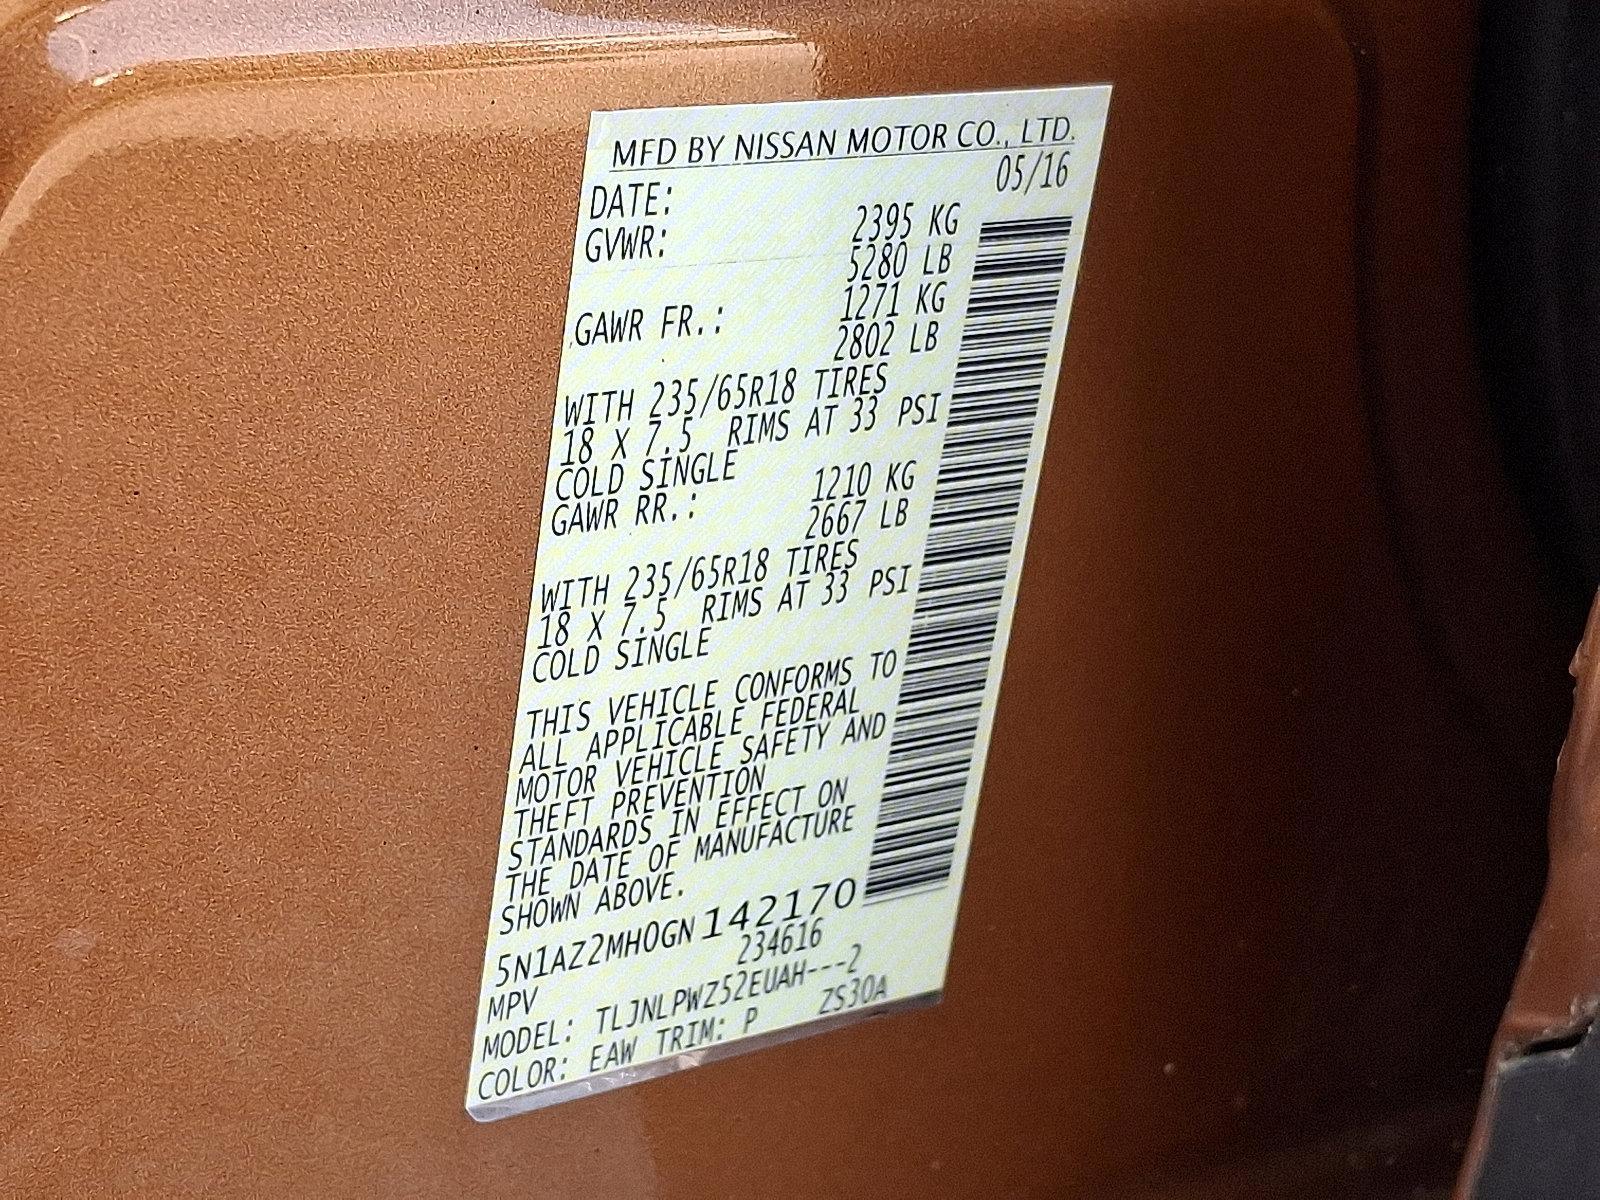 MFD BY NISSAN MOTOR CO., LTD.
DATE: 05/16
GVWR: 2395 KG
5280 LB
GAWR FR.: 1271 KG
2802 LB
WITH 235/65R18 TIRES
18 X 7.5 RIMS AT 33 PSI
COLD SINGLE
GAWR RR.: 1210 KG
2667 LB
WITH 235/65R18 TIRES
18 X 7.5 RIMS AT 33 PSI
COLD SINGLE
THIS VEHICLE CONFORMS TO
ALL APPLICABLE FEDERAL
MOTOR VEHICLE SAFETY AND
THEFT PREVENTION
STANDARDS IN EFFECT ON
THE DATE OF MANUFACTURE
SHOWN ABOVE.
5N1AZ2MH0GN142170
MPV 234616
MODEL: TLJNLPWZ52EUAH---2
COLOR: EAW TRIM: P ZS30A